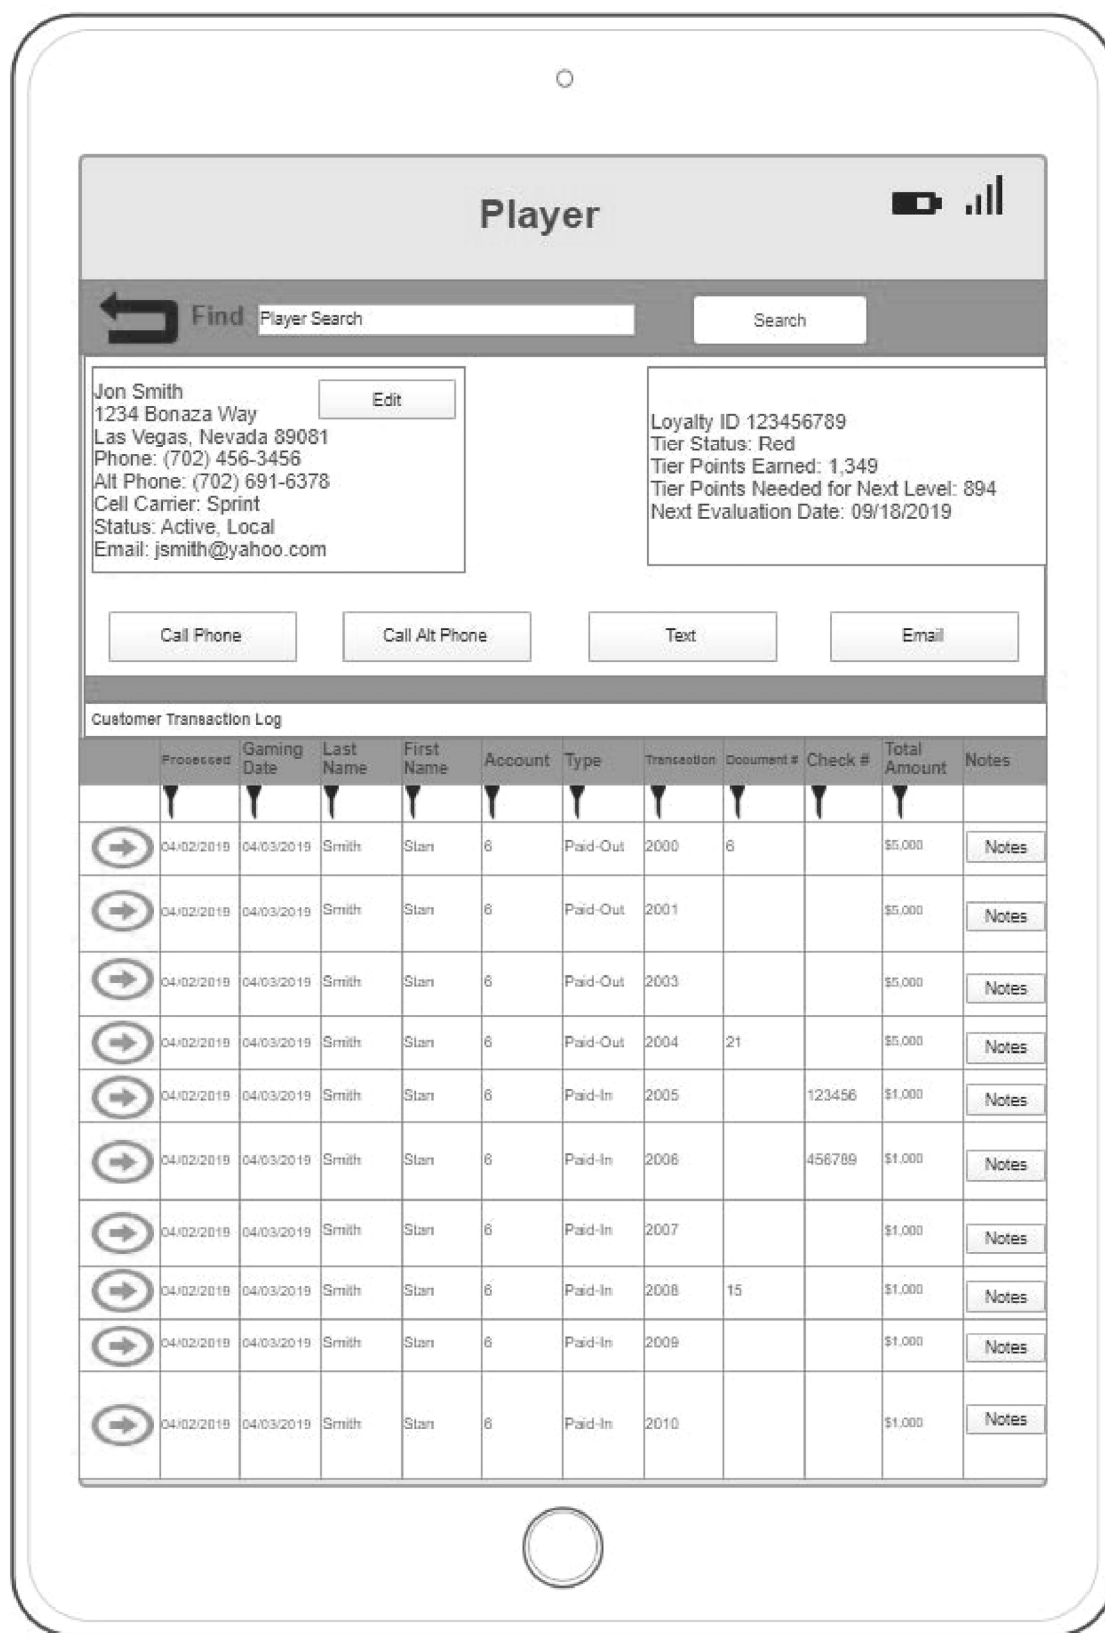 Player
Find Player Search Search
Jon Smith
Edit
1234 Bonaza Way
Las Vegas, Nevada 89081
Phone: (702) 456-3456
Alt Phone: (702) 691-6378
Cell Carrier: Sprint
Status: Active, Local
Email: jsmith@yahoo.com
Loyalty ID 123456789
Tier Status: Red
Tier Points Earned: 1,349
Tier Points Needed for Next Level: 894
Next Evaluation Date: 09/18/2019
Call Phone Call Alt Phone Text Email
Customer Transaction Log
Processed Gaming Date Last Name First Name Account Type Transaction Document # Check # Total Amount Notes
04/02/2019 04/03/2019 Smith Stan 6 Paid-Out 2000 6 $5,000 Notes
04/02/2019 04/03/2019 Smith Stan 6 Paid-Out 2001 $5,000 Notes
04/02/2019 04/03/2019 Smith Stan 6 Paid-Out 2003 $5,000 Notes
04/02/2019 04/03/2019 Smith Stan 6 Paid-Out 2004 21 $5,000 Notes
04/02/2019 04/03/2019 Smith Stan 6 Paid-In 2005 123456 $1,000 Notes
04/02/2019 04/03/2019 Smith Stan 6 Paid-In 2006 456789 $1,000 Notes
04/02/2019 04/03/2019 Smith Stan 6 Paid-In 2007 $1,000 Notes
04/02/2019 04/03/2019 Smith Stan 6 Paid-In 2008 15 $1,000 Notes
04/02/2019 04/03/2019 Smith Stan 6 Paid-In 2009 $1,000 Notes
04/02/2019 04/03/2019 Smith Stan 6 Paid-In 2010 $1,000 Notes